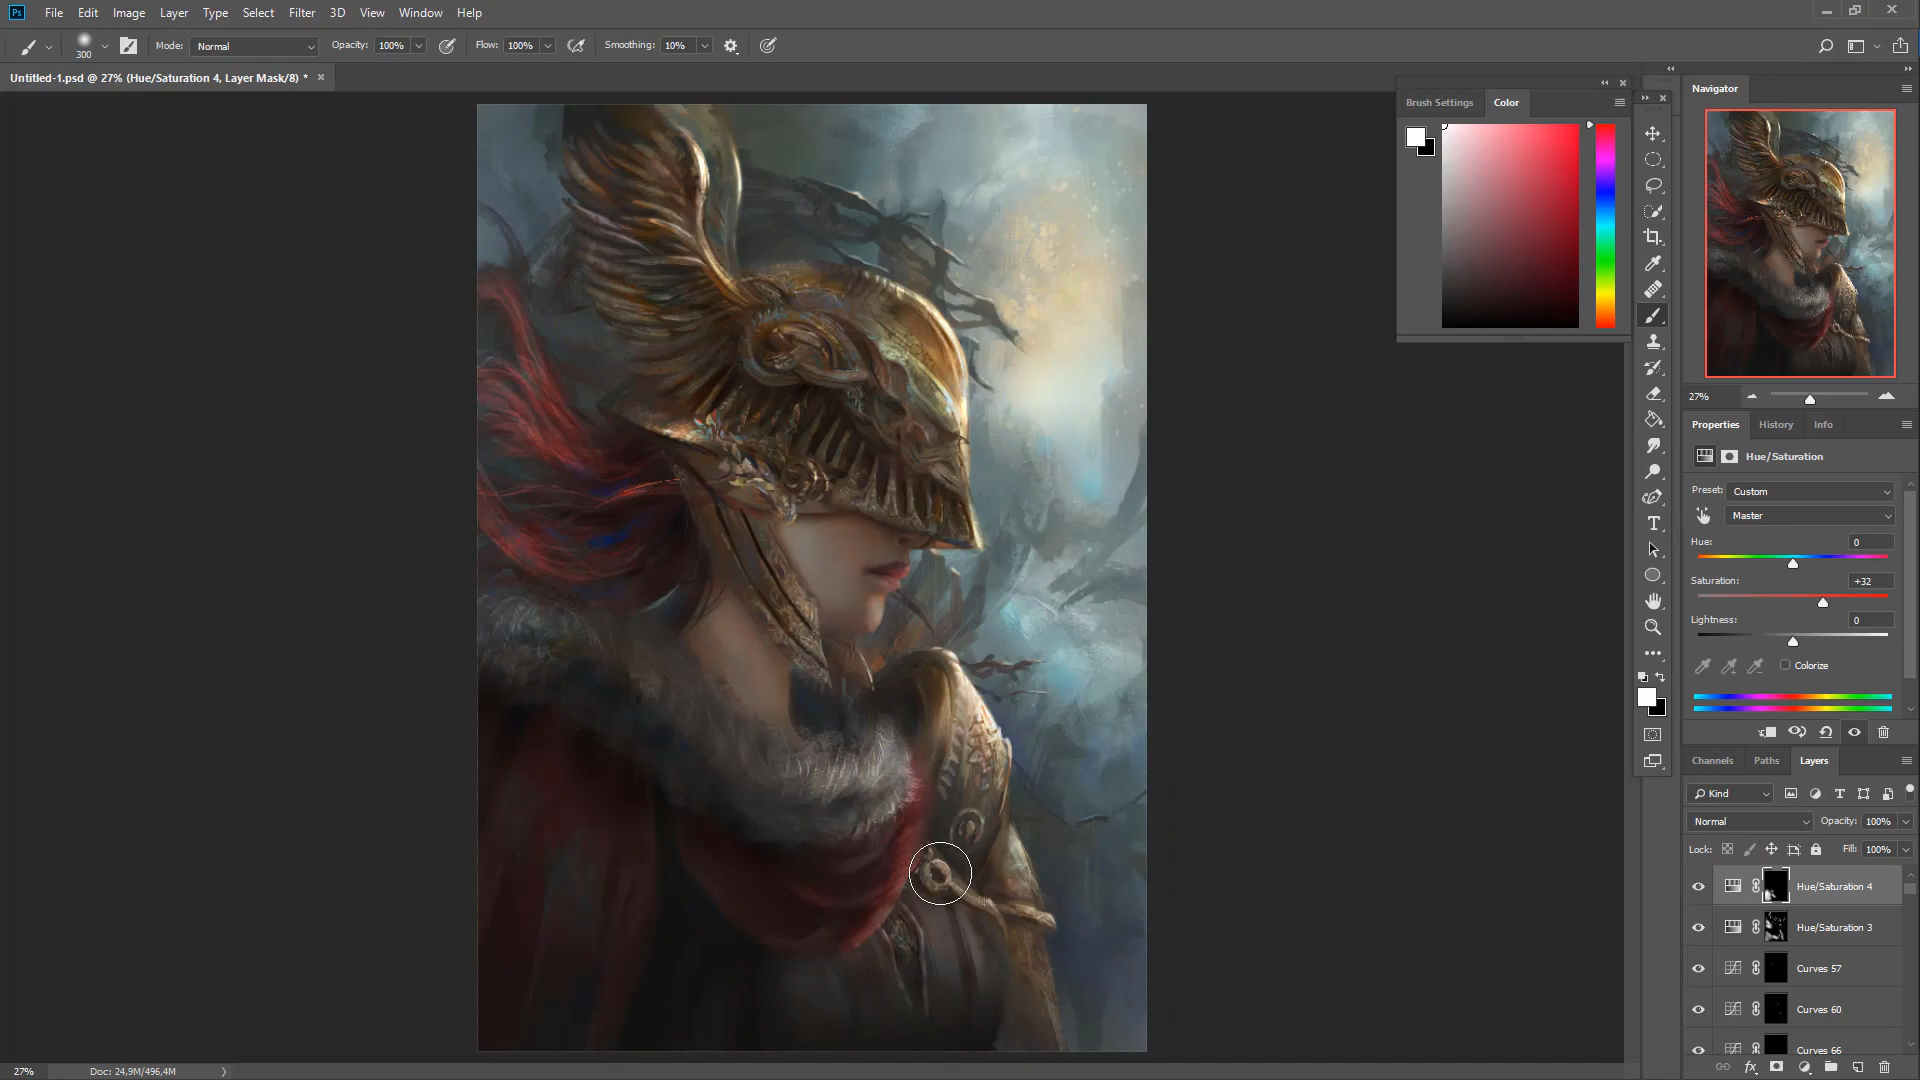 Ps File Edit Image Layer Type Select Filter 3D View Window Help
300 Mode: Normal Opacity: 100% Flow: 100% Smoothing: 10%
Untitled-1.psd @ 27% (Hue/Saturation 4, Layer Mask/8) *
Brush Settings Color
Navigator
27%
Properties History Info
Hue/Saturation
Preset: Custom
Master
Hue: 0
Saturation: +32
Lightness: 0
Colorize
Channels Paths Layers
Kind
Normal Opacity: 100%
Lock: Fill: 100%
Hue/Saturation 4
Hue/Saturation 3
Curves 57
Curves 60
Curves 66
27% Doc: 24,9M/496,4M